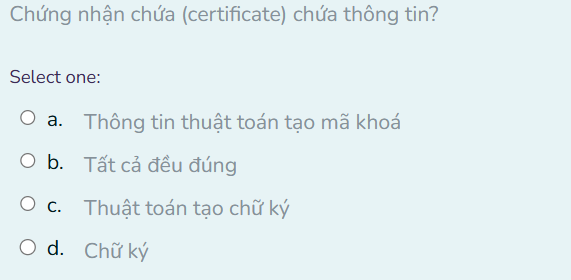 Chứng nhận chứa (certificate) chứa thông tin?
Select one:
a. Thông tin thuật toán tạo mã khoá
b. Tất cả đều đúng
c. Thuật toán tạo chữ ký
d. Chữ ký